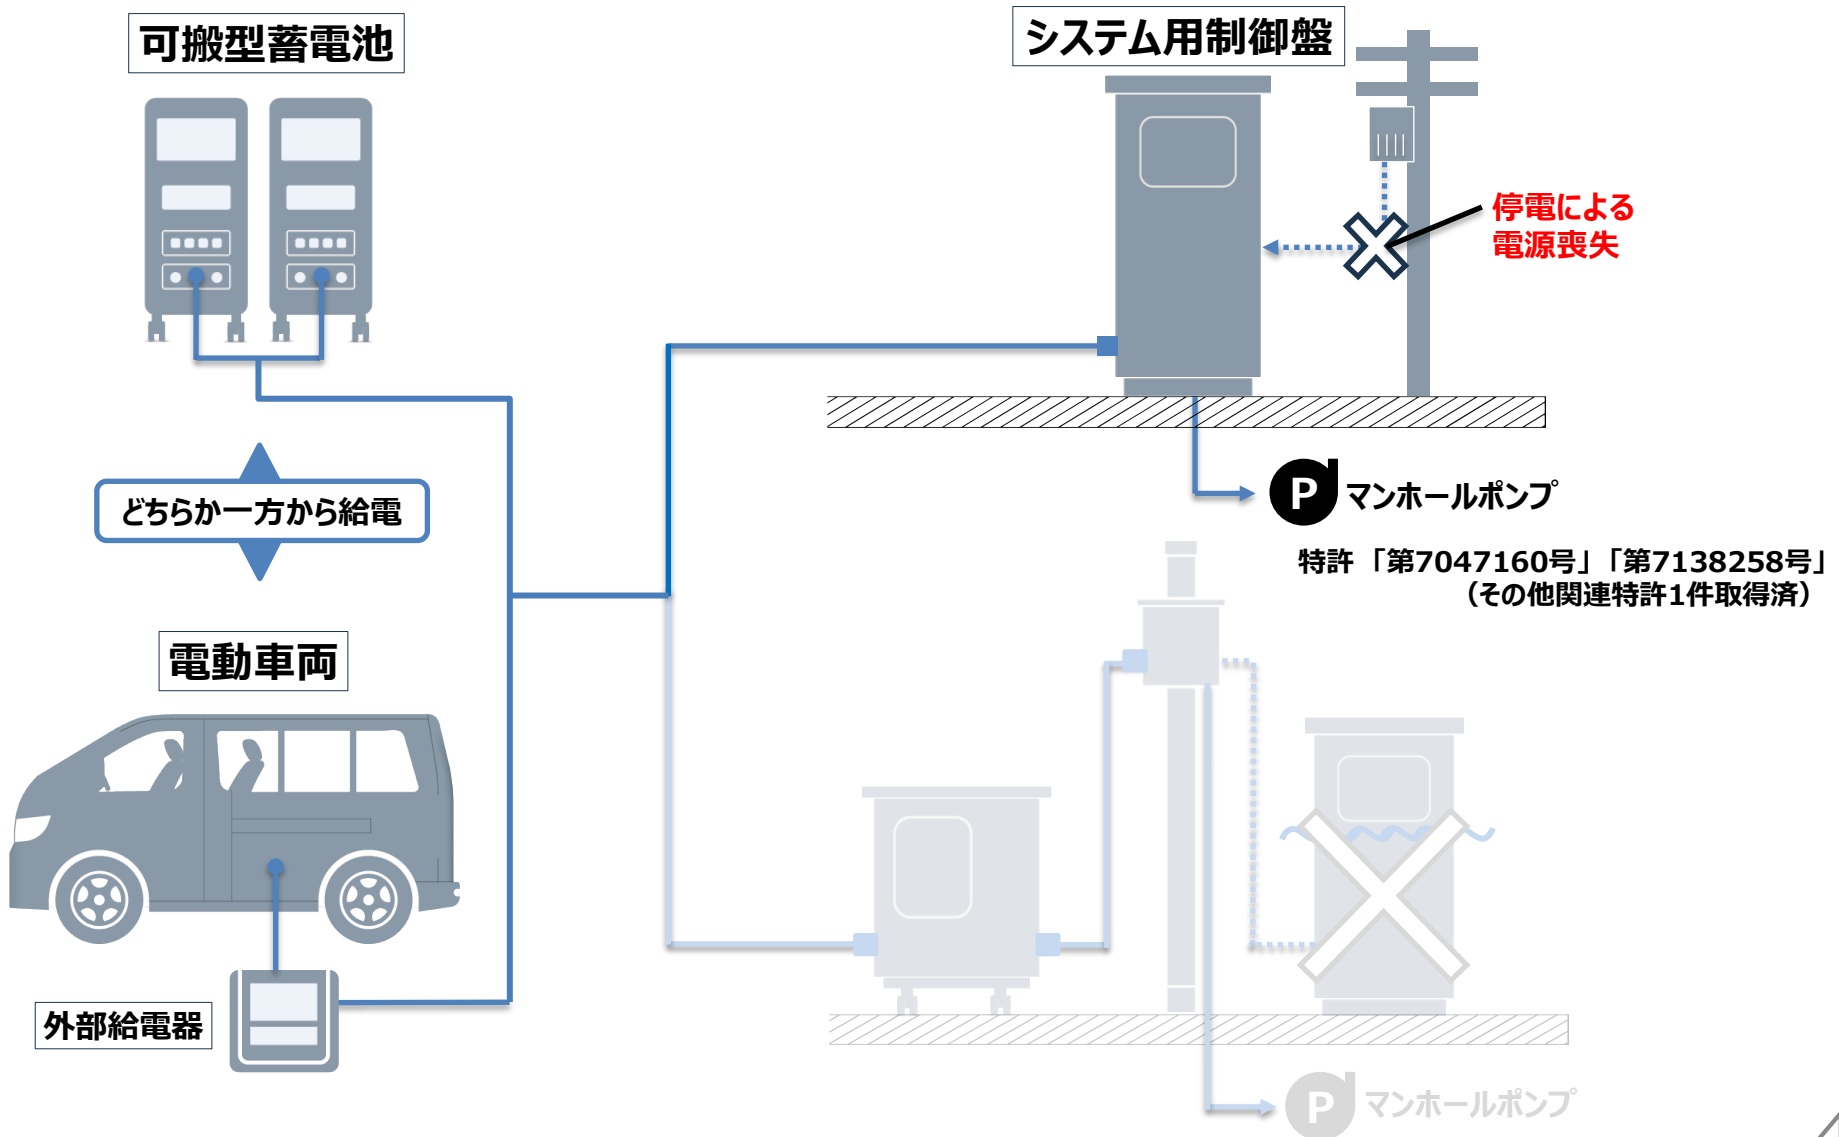 可搬型蓄電池
システム用制御盤
停電による
電源喪失
どちらか一方から給電
P マンホールポンプ
特許「第7047160号」「第7138258号」
（その他関連特許1件取得済）
電動車両
外部給電器
P マンホールポンプ